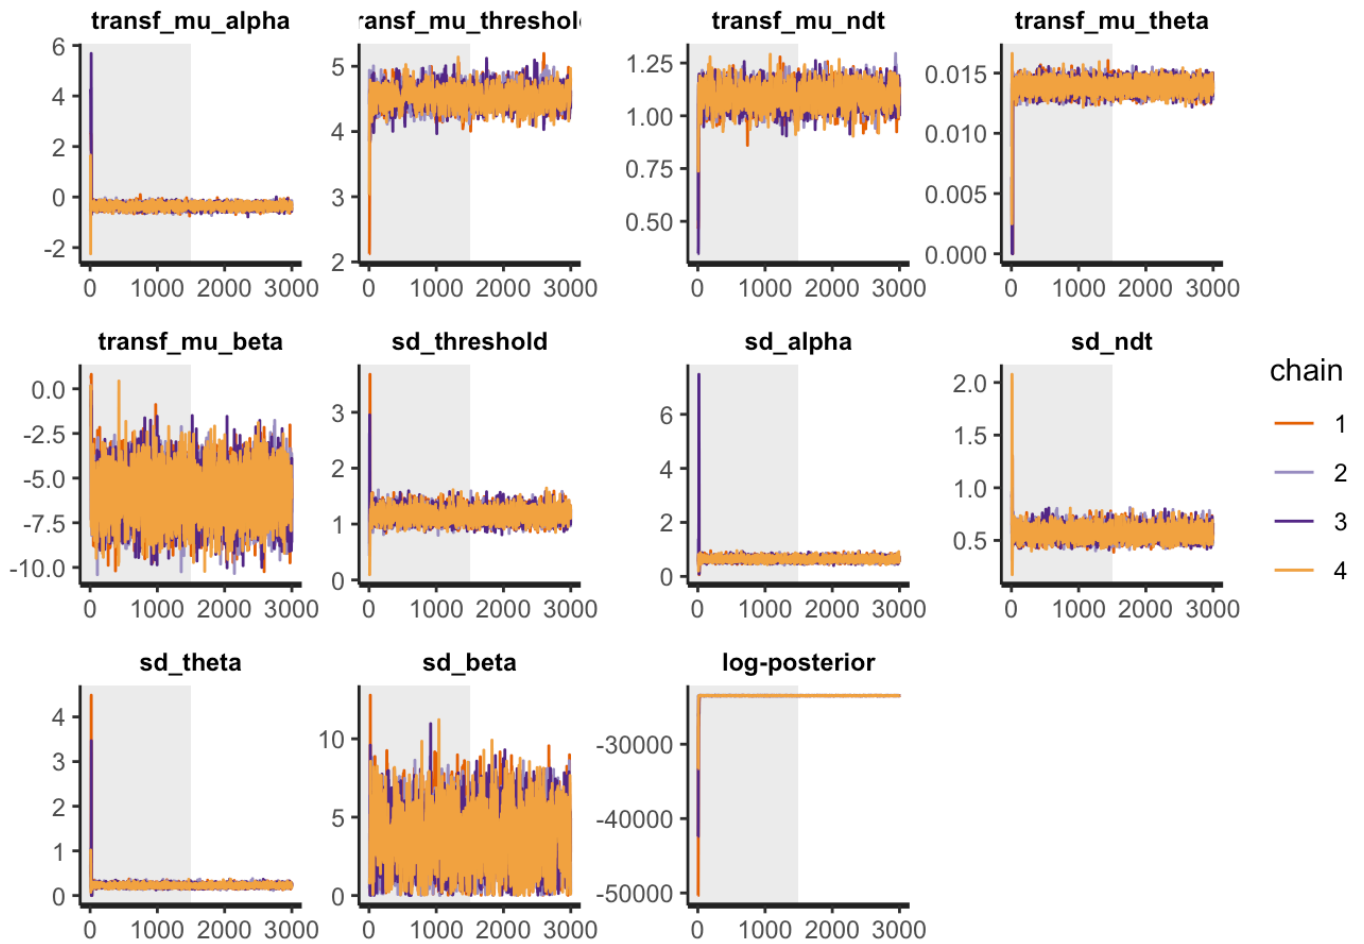 transf_mu_alpha
ransf_mu_threshol
transf_mu_ndt
transf_mu_theta
6
4
2
0
-2
0 1000 2000 3000
5
4
3
2
0 1000 2000 3000
1.25
1.00
0.75
0.50
0 1000 2000 3000
0.015
0.010
0.005
0.000
0 1000 2000 3000
transf_mu_beta
sd_threshold
sd_alpha
sd_ndt
0.0
-2.5
-5.0
-7.5
-10.0
0 1000 2000 3000
3
2
1
0
0 1000 2000 3000
6
4
2
0
0 1000 2000 3000
2.0
1.5
1.0
0.5
0 1000 2000 3000
chain
1
2
3
4
sd_theta
sd_beta
log-posterior
4
3
2
1
0
0 1000 2000 3000
10
5
0
0 1000 2000 3000
-30000
-40000
-50000
0 1000 2000 3000